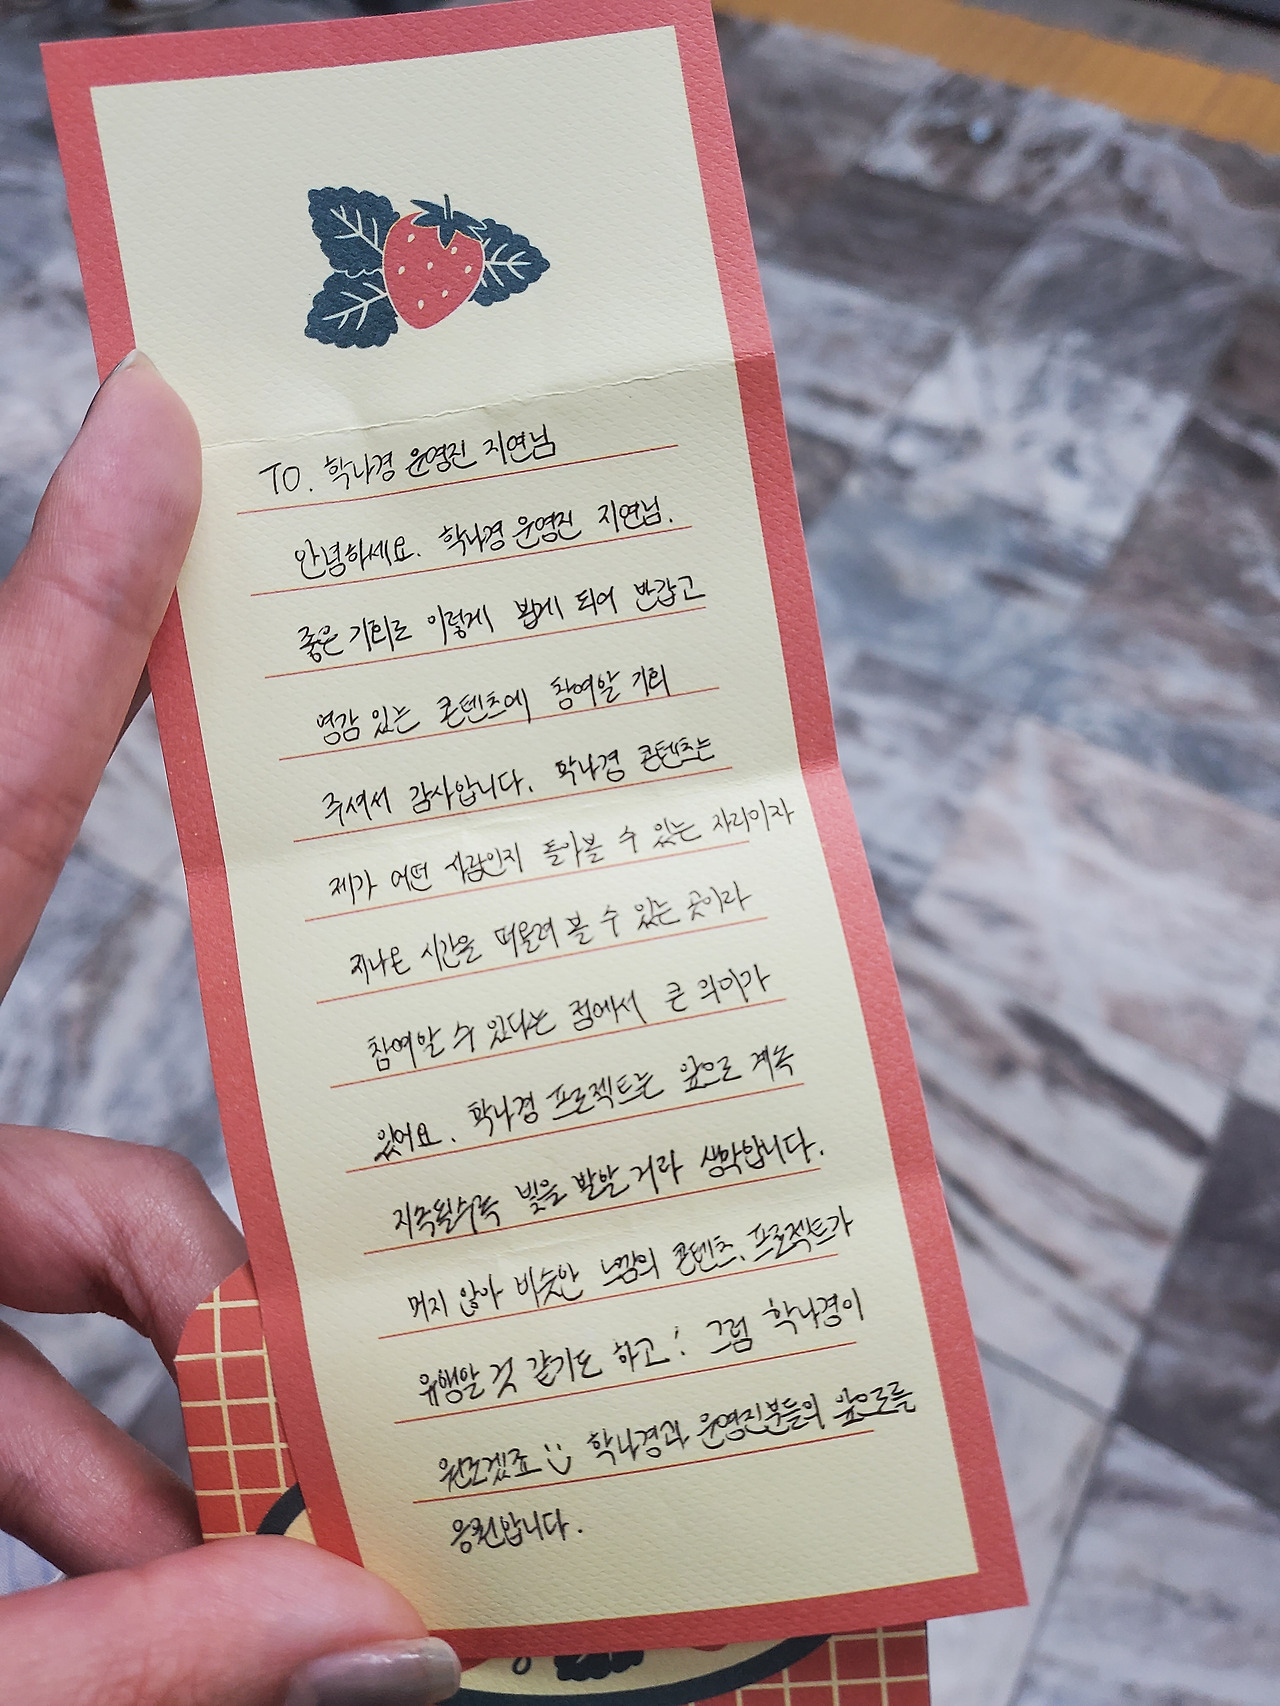 TO. 학나경 운영진 지연님
안녕하세요. 학나경 운영진 지연님.
좋은 기회로 이렇게 뵙게 되어 반갑고
영감 있는 콘텐츠에 참여할 기회
주셔서 감사합니다. 학나경 콘텐츠는
제가 어떤 사람인지 돌아볼 수 있는 자리이자
지나온 시간을 떠올려 볼 수 있는 곳이라
참여할 수 있다는 점에서 큰 의미가
있어요. 학나경 프로젝트는 앞으로 계속
지속될수록 빛을 발할 거라 생각합니다.
머지 않아 비슷한 느낌의 콘텐츠, 프로젝트가
유행할 것 같기도 하고! 그럼 학나경이
원조겠죠 :) 학나경과 운영진분들의 앞으로를
응원합니다.